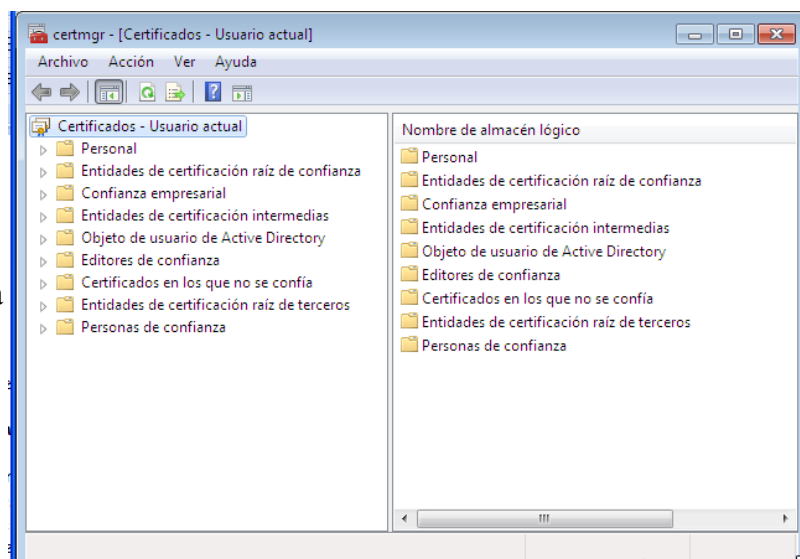 certmgr - [Certificados - Usuario actual]
Archivo Acción Ver Ayuda
Certificados - Usuario actual
Personal
Entidades de certificación raíz de confianza
Confianza empresarial
Entidades de certificación intermedias
Objeto de usuario de Active Directory
Editores de confianza
Certificados en los que no se confía
Entidades de certificación raíz de terceros
Personas de confianza
Nombre de almacén lógico
Personal
Entidades de certificación raíz de confianza
Confianza empresarial
Entidades de certificación intermedias
Objeto de usuario de Active Directory
Editores de confianza
Certificados en los que no se confía
Entidades de certificación raíz de terceros
Personas de confianza